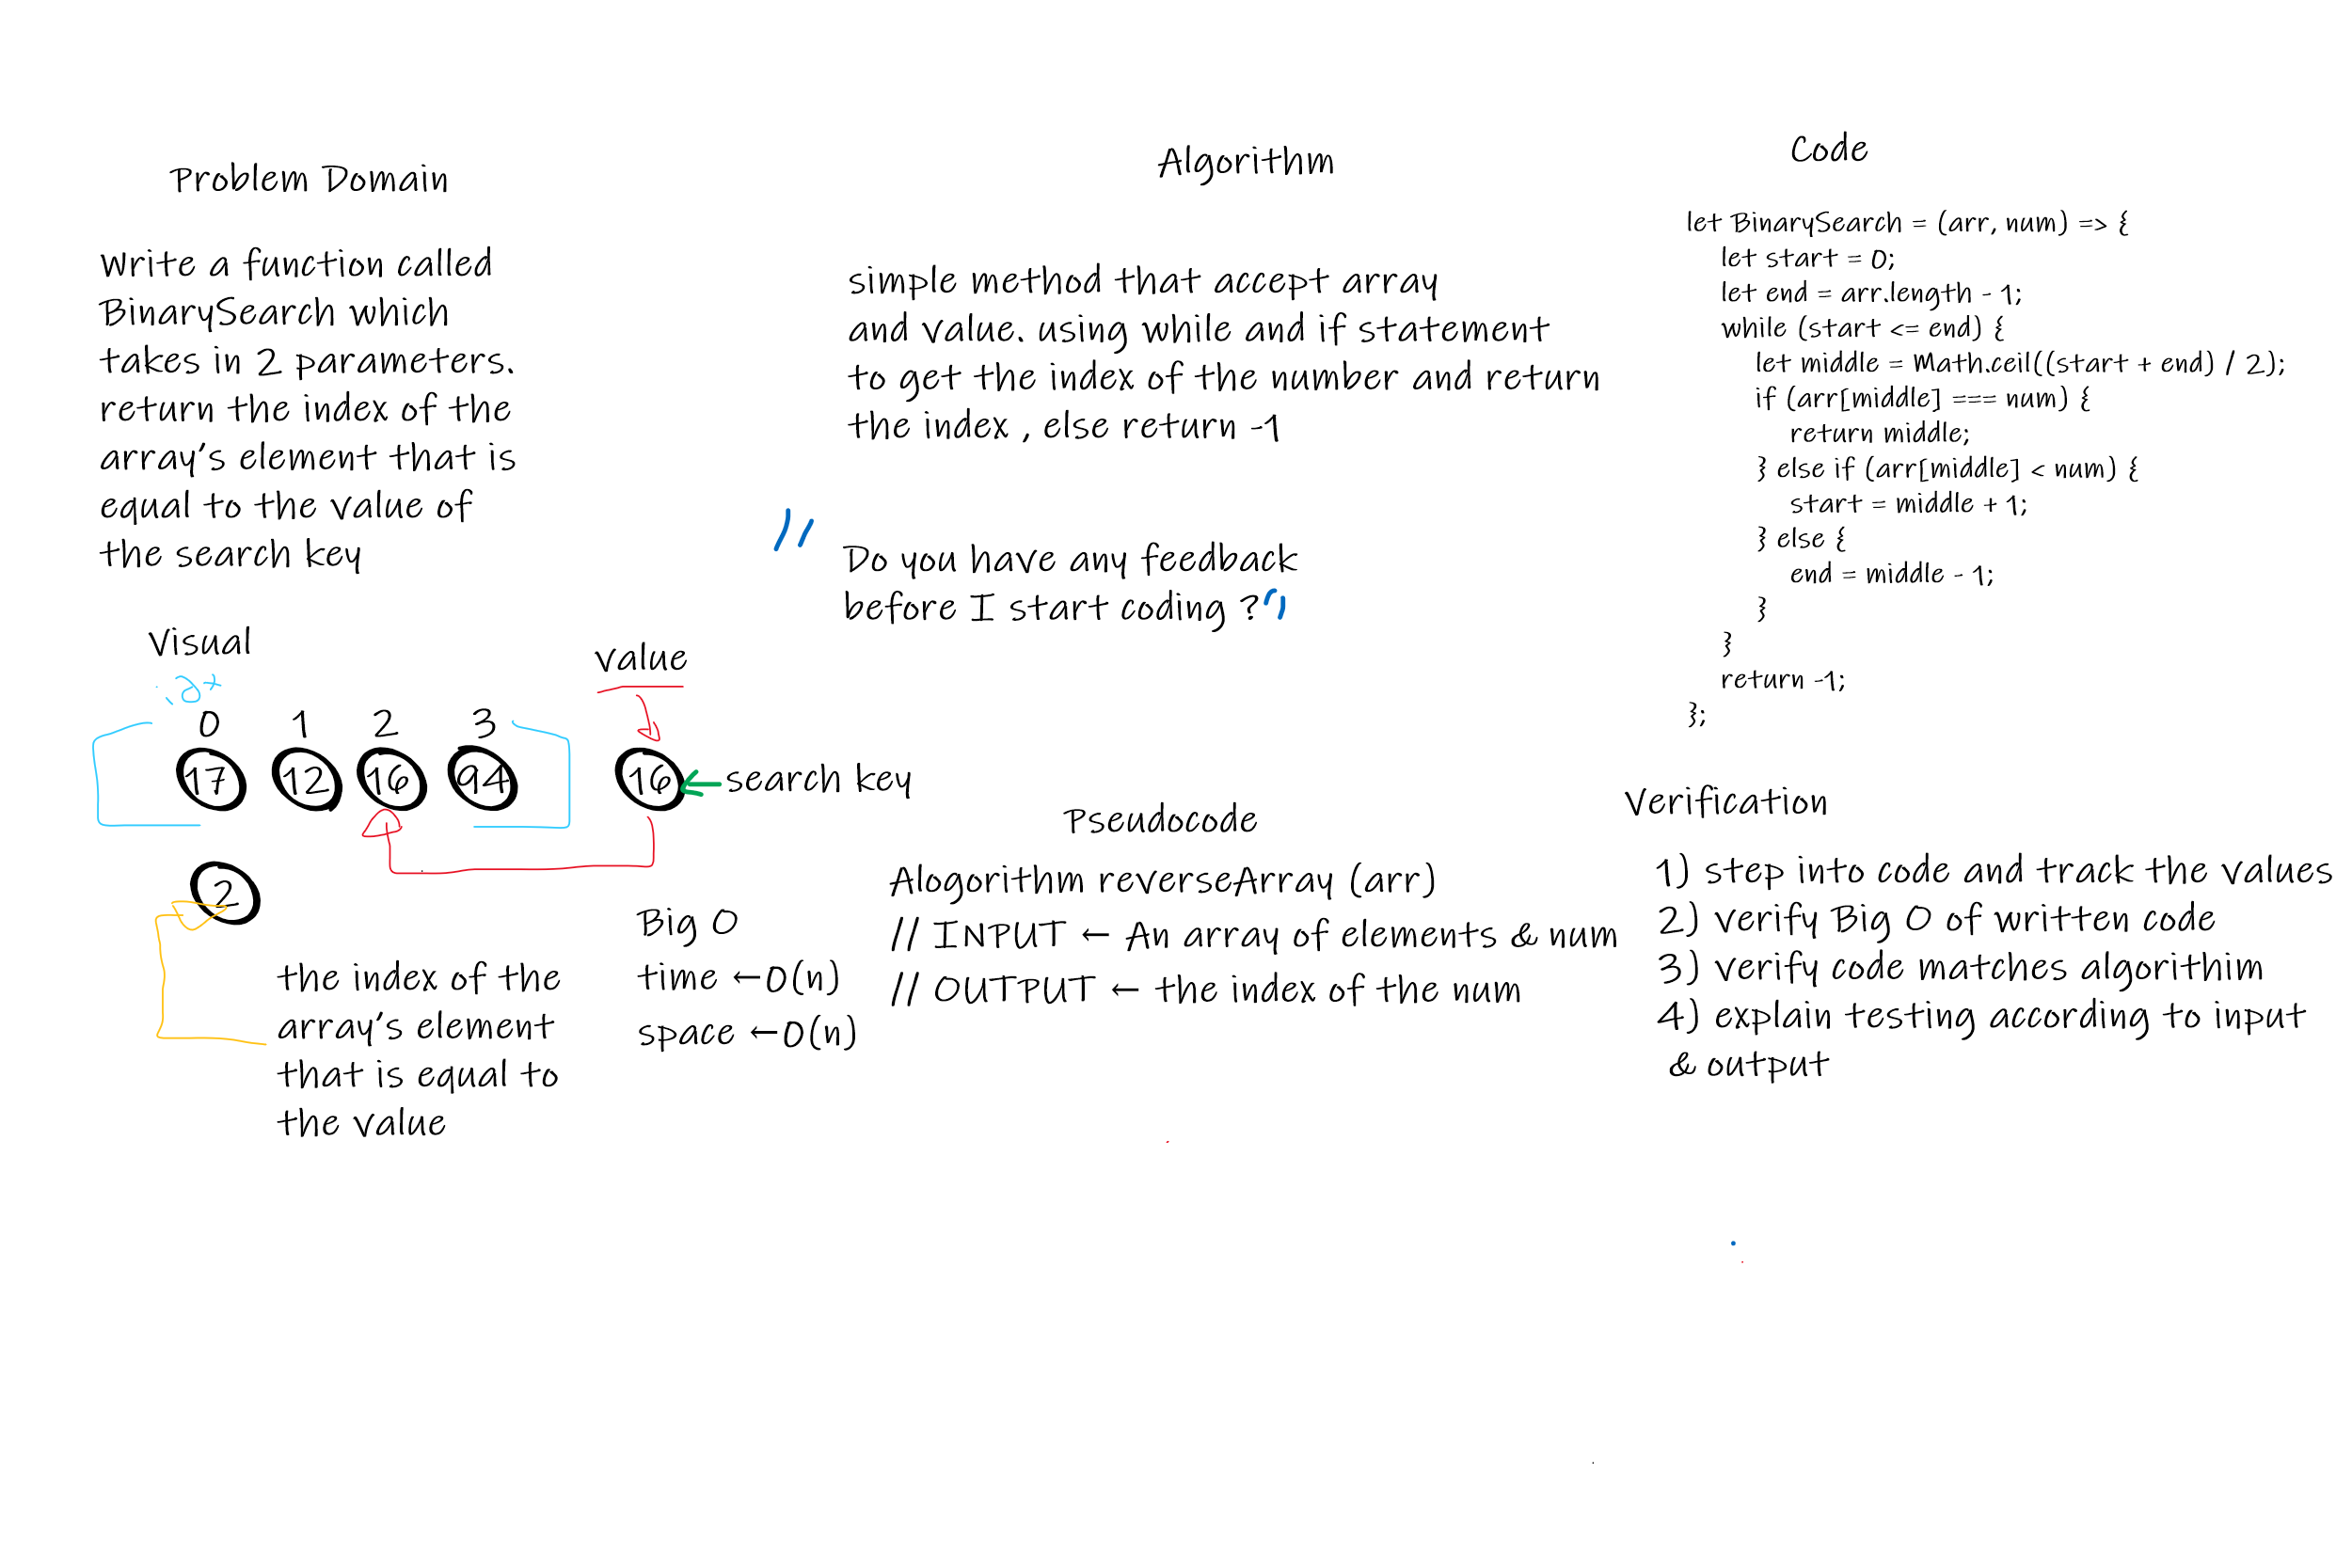 Problem Domain
Write a function called
BinarySearch which
takes in 2 parameters.
return the index of the
array's element that is
equal to the value of
the search key
Visual
idx
0 1 2 3
17 12 16 94
value
16
search key
2
the index of the
array's element
that is equal to
the value
Big O
time ←O(n)
space ←O(n)
Algorithm
simple method that accept array
and value. using while and if statement
to get the index of the number and return
the index , else return -1
" Do you have any feedback
before I start coding ?"
Pseudocode
Alogorithm reverseArray (arr)
// INPUT ← An array of elements & num
// OUTPUT ← the index of the num
Code
let BinarySearch = (arr, num) => {
let start = 0;
let end = arr.length - 1;
while (start <= end) {
let middle = Math.ceil((start + end) / 2);
if (arr[middle] === num) {
return middle;
} else if (arr[middle] < num) {
start = middle + 1;
} else {
end = middle - 1;
}
}
return -1;
};
Verification
1) step into code and track the values
2) verify Big O of written code
3) verify code matches algorithim
4) explain testing according to input
& output